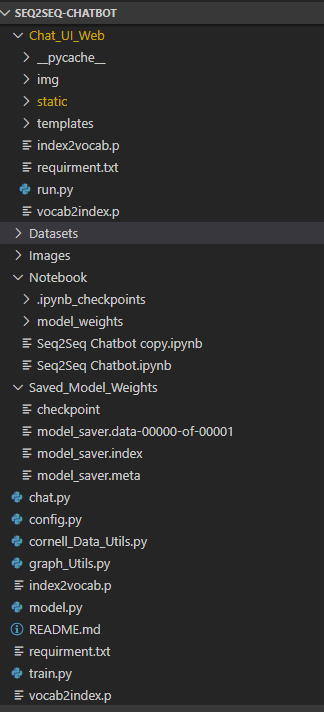 SEQ2SEQ-CHATBOT
Chat_UI_Web
__pycache__
img
static
templates
index2vocab.p
requirment.txt
run.py
vocab2index.p
Datasets
Images
Notebook
.ipynb_checkpoints
model_weights
Seq2Seq Chatbot copy.ipynb
Seq2Seq Chatbot.ipynb
Saved_Model_Weights
checkpoint
model_saver.data-00000-of-00001
model_saver.index
model_saver.meta
chat.py
config.py
cornell_Data_Utils.py
graph_Utils.py
index2vocab.p
model.py
README.md
requirment.txt
train.py
vocab2index.p